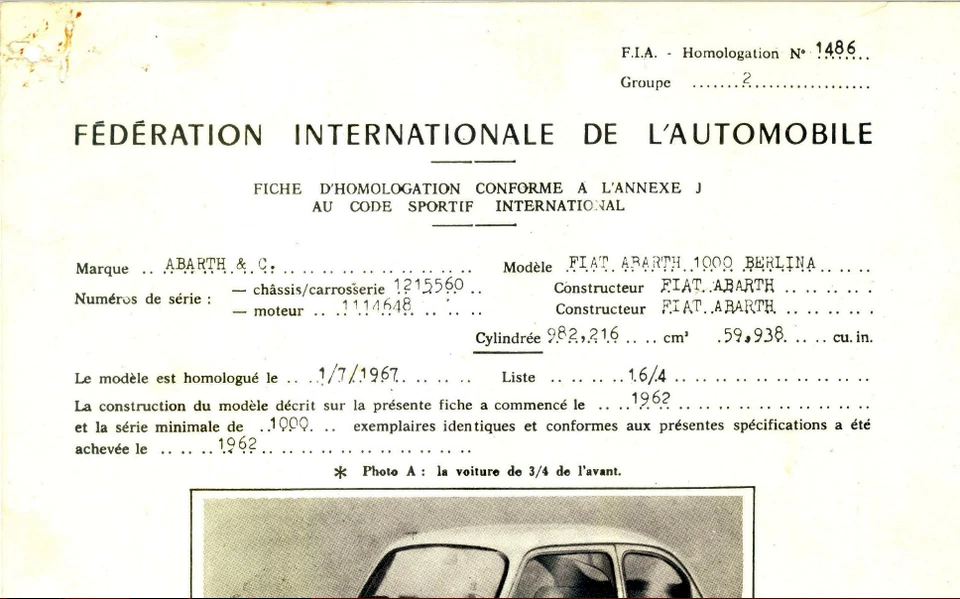 F.I.A. - Homologation N° 1486
Groupe 2
FÉDÉRATION INTERNATIONALE DE L'AUTOMOBILE
FICHE D'HOMOLOGATION CONFORME A L'ANNEXE J
AU CODE SPORTIF INTERNATIONAL
Marque ABARTH & C. Modèle FIAT ABARTH 1000 BERLINA
Numéros de série : — châssis/carrosserie 1215560 Constructeur FIAT ABARTH
— moteur 1114648 Constructeur FIAT ABARTH
Cylindrée 982,216 cm³ 59,938 cu.in.
Le modèle est homologué le 1/7/1967 Liste 16/4
La construction du modèle décrit sur la présente fiche a commencé le 1962
et la série minimale de 1000 exemplaires identiques et conformes aux présentes spécifications a été
achevée le 1962
* Photo A : la voiture de 3/4 de l'avant.